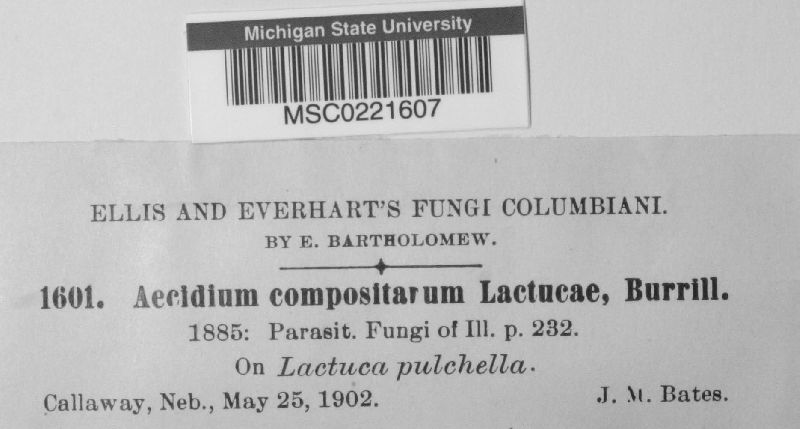 Michigan State University
MSC0221607
ELLIS AND EVERHART'S FUNGI COLUMBIANI.
BY E. BARTHOLOMEW.
1601. Aecidium compositarum Lactucae, Burrill.
1885: Parasit. Fungi of Ill. p. 232.
On Lactuca pulchella.
Callaway, Neb., May 25, 1902. J. M. Bates.